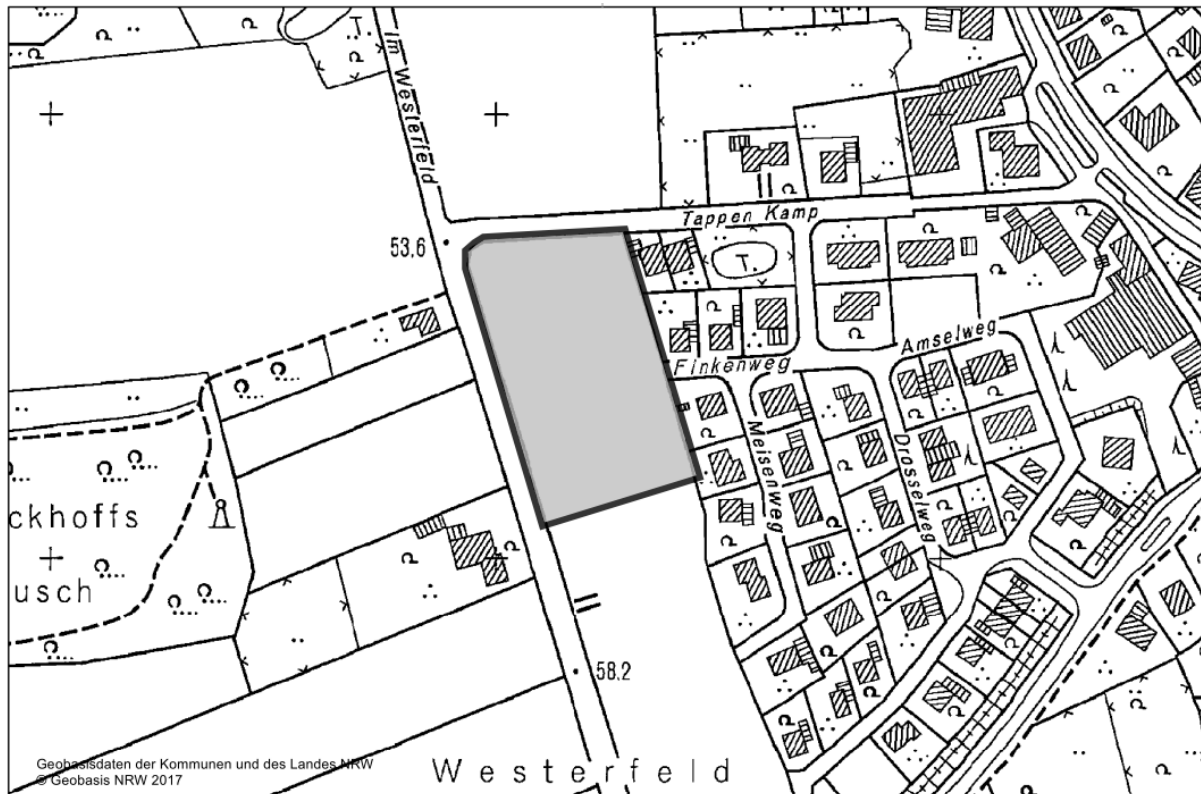 Im Westerfeld
Tappen Kamp
53.6
Finkenweg
Amselweg
Meisenweg
Drosselweg
ckhoffs
usch
58.2
Geobasisdaten der Kommunen und des Landes NRW
© Geobasis NRW 2017
Westerfeld
T
T.
T